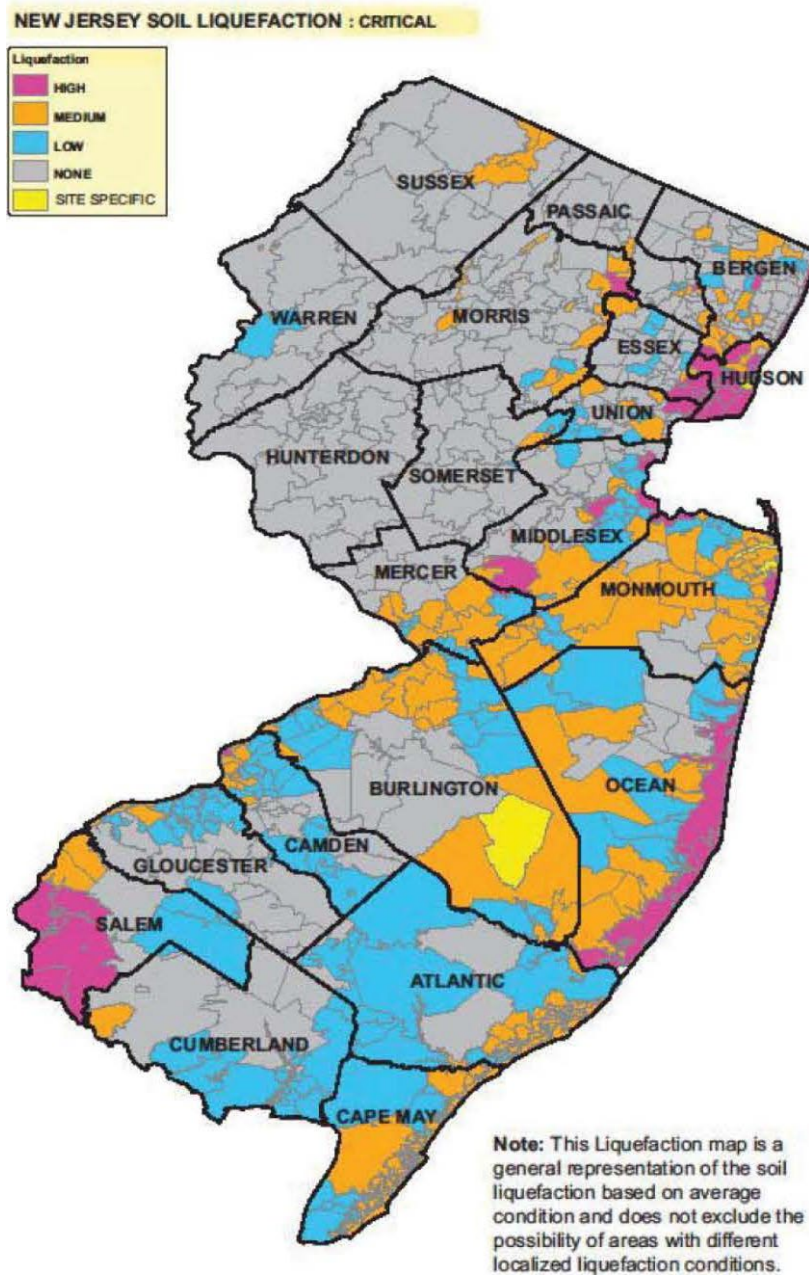 NEW JERSEY SOIL LIQUEFACTION : CRITICAL
Liquefaction
HIGH
MEDIUM
LOW
NONE
SITE SPECIFIC
SUSSEX
PASSAIC
BERGEN
WARREN
MORRIS
ESSEX
HUDSON
UNION
HUNTERDON
SOMERSET
MIDDLESEX
MERCER
MONMOUTH
OCEAN
BURLINGTON
CAMDEN
GLOUCESTER
SALEM
ATLANTIC
CUMBERLAND
CAPE MAY
Note: This Liquefaction map is a
general representation of the soil
liquefaction based on average
condition and does not exclude the
possibility of areas with different
localized liquefaction conditions.